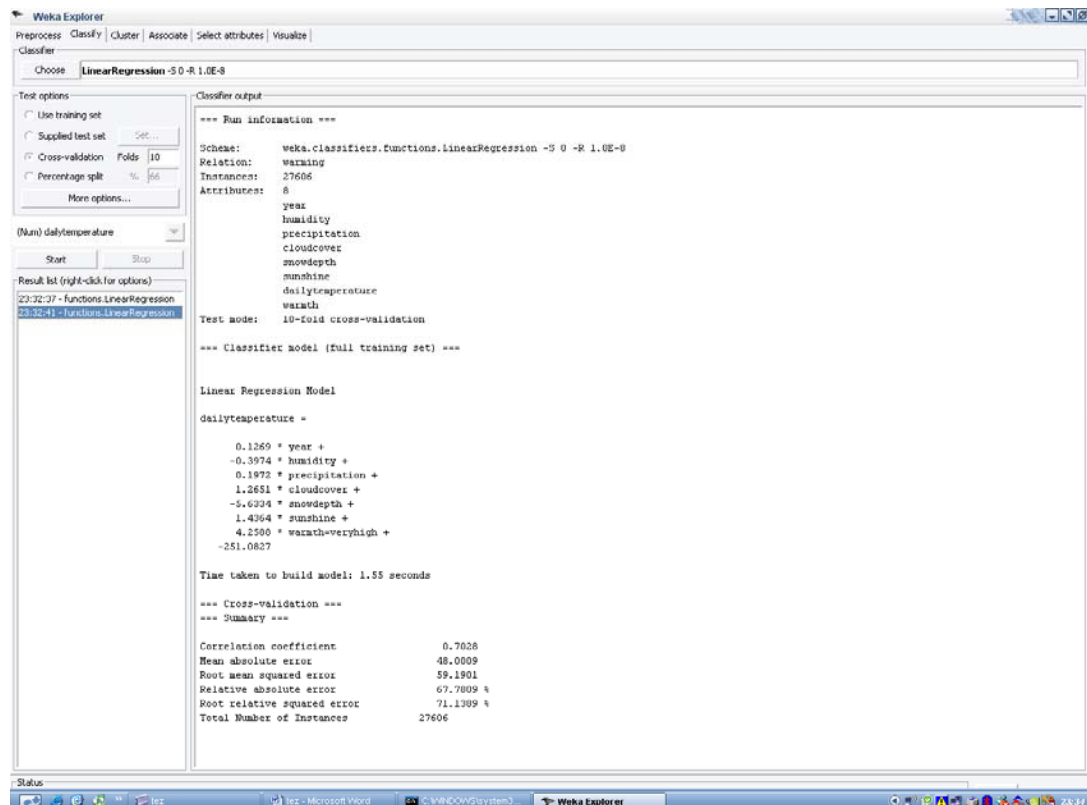 Weka Explorer
Preprocess Classify Cluster Associate Select attributes Visualize
Classifier
Choose LinearRegression -S 0 -R 1.0E-8
Test options
Use training set
Supplied test set Set...
Cross-validation Folds 10
Percentage split % 66
More options...
(Num) dailytemperature
Start Stop
Result list (right-click for options)
23:32:37 - functions.LinearRegression
23:32:41 - functions.LinearRegression
Classifier output
=== Run information ===
Scheme: weka.classifiers.functions.LinearRegression -S 0 -R 1.0E-8
Relation: warming
Instances: 27606
Attributes: 8
year
humidity
precipitation
cloudcover
snowdepth
sunshine
dailytemperature
warmth
Test mode: 10-fold cross-validation
=== Classifier model (full training set) ===
Linear Regression Model
dailytemperature =
0.1269 * year +
-0.3974 * humidity +
0.1972 * precipitation +
1.2651 * cloudcover +
-5.6334 * snowdepth +
1.4364 * sunshine +
4.2580 * warmth=veryhigh +
-251.0827
Time taken to build model: 1.55 seconds
=== Cross-validation ===
=== Summary ===
Correlation coefficient 0.7028
Mean absolute error 48.0809
Root mean squared error 59.1901
Relative absolute error 67.7809 %
Root relative squared error 71.1389 %
Total Number of Instances 27606
Status
tez
tez - Microsoft Word
C:\WINDOWS\system3...
Weka Explorer